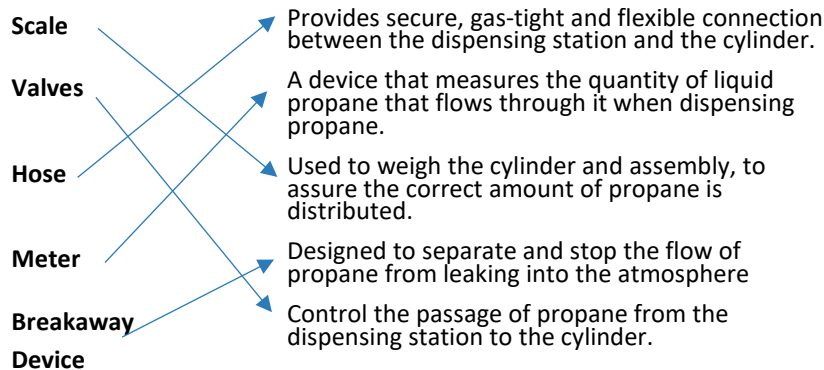 Scale
Valves
Hose
Meter
Breakaway
Device
Provides secure, gas-tight and flexible connection
between the dispensing station and the cylinder.
A device that measures the quantity of liquid
propane that flows through it when dispensing
propane.
Used to weigh the cylinder and assembly, to
assure the correct amount of propane is
distributed.
Designed to separate and stop the flow of
propane from leaking into the atmosphere
Control the passage of propane from the
dispensing station to the cylinder.